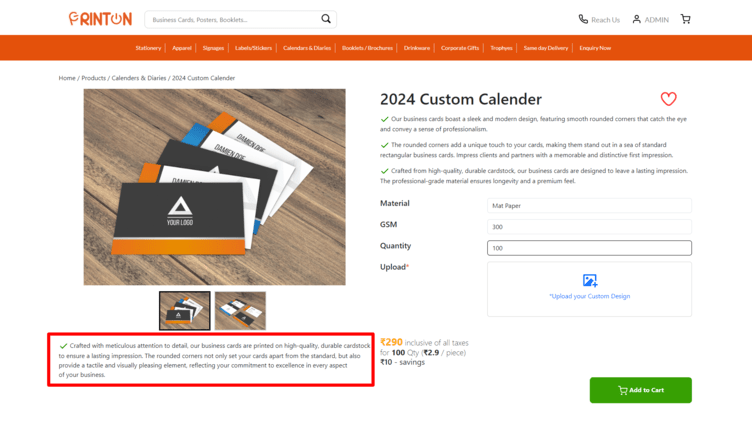 PRINTON
Business Cards, Posters, Booklets...
Reach Us
ADMIN
Stationery
Apparel
Signages
Labels/Stickers
Calendars & Diaries
Booklets / Brochures
Drinkware
Corporate Gifts
Trophyes
Same day Delivery
Enquiry Now
Home / Products / Calenders & Diaries / 2024 Custom Calender
DAMIEN DOE
DAMIEN DOE
YOUR LOGO
Crafted with meticulous attention to detail, our business cards are printed on high-quality, durable cardstock
to ensure a lasting impression. The rounded corners not only set your cards apart from the standard, but also
provide a tactile and visually pleasing element, reflecting your commitment to excellence in every aspect
of your business.
2024 Custom Calender
Our business cards boast a sleek and modern design, featuring smooth rounded corners that catch the eye
and convey a sense of professionalism.
The rounded corners add a unique touch to your cards, making them stand out in a sea of standard
rectangular business cards. Impress clients and partners with a memorable and distinctive first impression.
Crafted from high-quality, durable cardstock, our business cards are designed to leave a lasting impression.
The professional-grade material ensures longevity and a premium feel.
Material
Mat Paper
GSM
300
Quantity
100
Upload*
*Upload your Custom Design
₹290 inclusive of all taxes
for 100 Qty (₹2.9 / piece)
₹10 - savings
Add to Cart